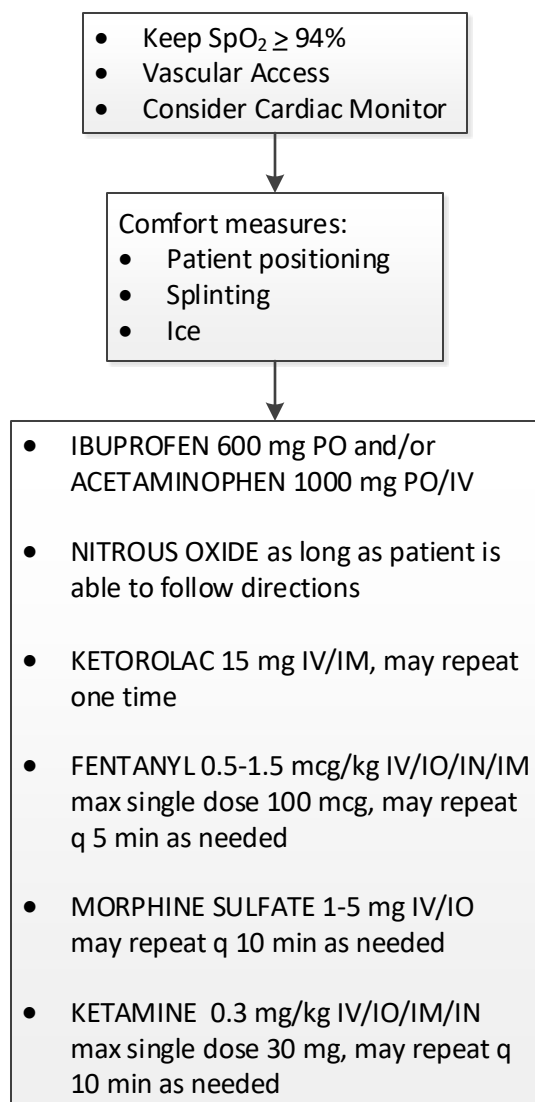 • Keep SpO₂ ≥ 94%
• Vascular Access
• Consider Cardiac Monitor
Comfort measures:
• Patient positioning
• Splinting
• Ice
• IBUPROFEN 600 mg PO and/or
ACETAMINOPHEN 1000 mg PO/IV
• NITROUS OXIDE as long as patient is
able to follow directions
• KETOROLAC 15 mg IV/IM, may repeat
one time
• FENTANYL 0.5-1.5 mcg/kg IV/IO/IN/IM
max single dose 100 mcg, may repeat
q 5 min as needed
• MORPHINE SULFATE 1-5 mg IV/IO
may repeat q 10 min as needed
• KETAMINE 0.3 mg/kg IV/IO/IM/IN
max single dose 30 mg, may repeat q
10 min as needed